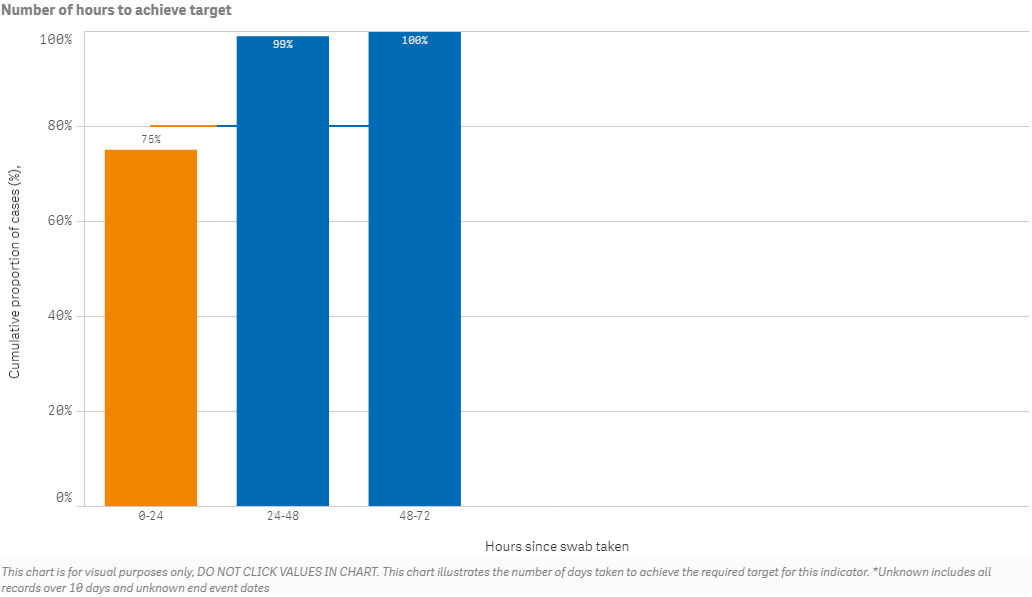 Number of hours to achieve target
100%
80%
60%
40%
20%
0%
Cumulative proportion of cases (%),
75%
99%
100%
0-24
24-48
48-72
Hours since swab taken
This chart is for visual purposes only, DO NOT CLICK VALUES IN CHART. This chart illustrates the number of days taken to achieve the required target for this indicator. *Unknown includes all
records over 10 days and unknown end event dates